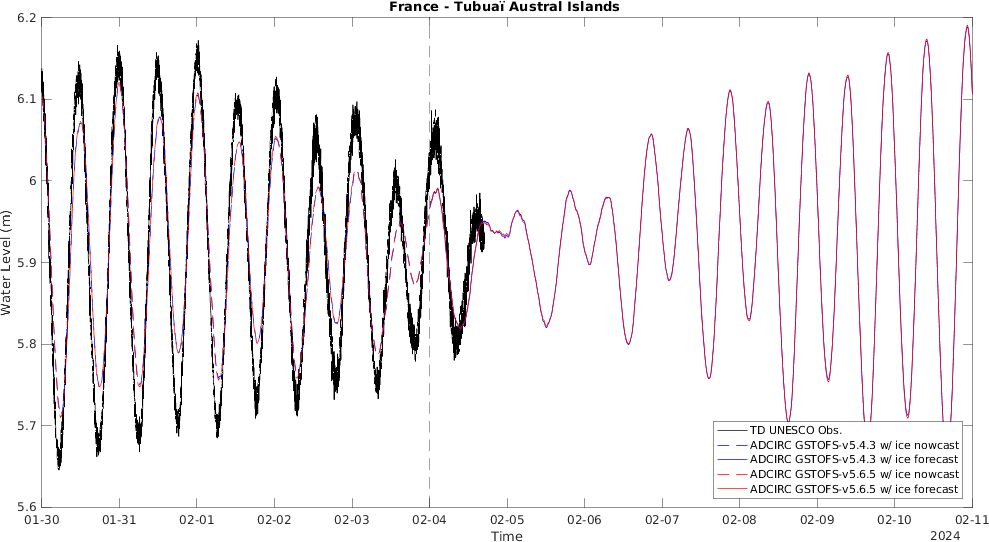 France - Tubuaï Austral Islands
Water Level (m)
6.2
6.1
6
5.9
5.8
5.7
5.6
TD UNESCO Obs.
ADCIRC GSTOFS-v5.4.3 w/ ice nowcast
ADCIRC GSTOFS-v5.4.3 w/ ice forecast
ADCIRC GSTOFS-v5.6.5 w/ ice nowcast
ADCIRC GSTOFS-v5.6.5 w/ ice forecast
01-30 01-31 02-01 02-02 02-03 02-04 02-05 02-06 02-07 02-08 02-09 02-10 02-11
Time
2024